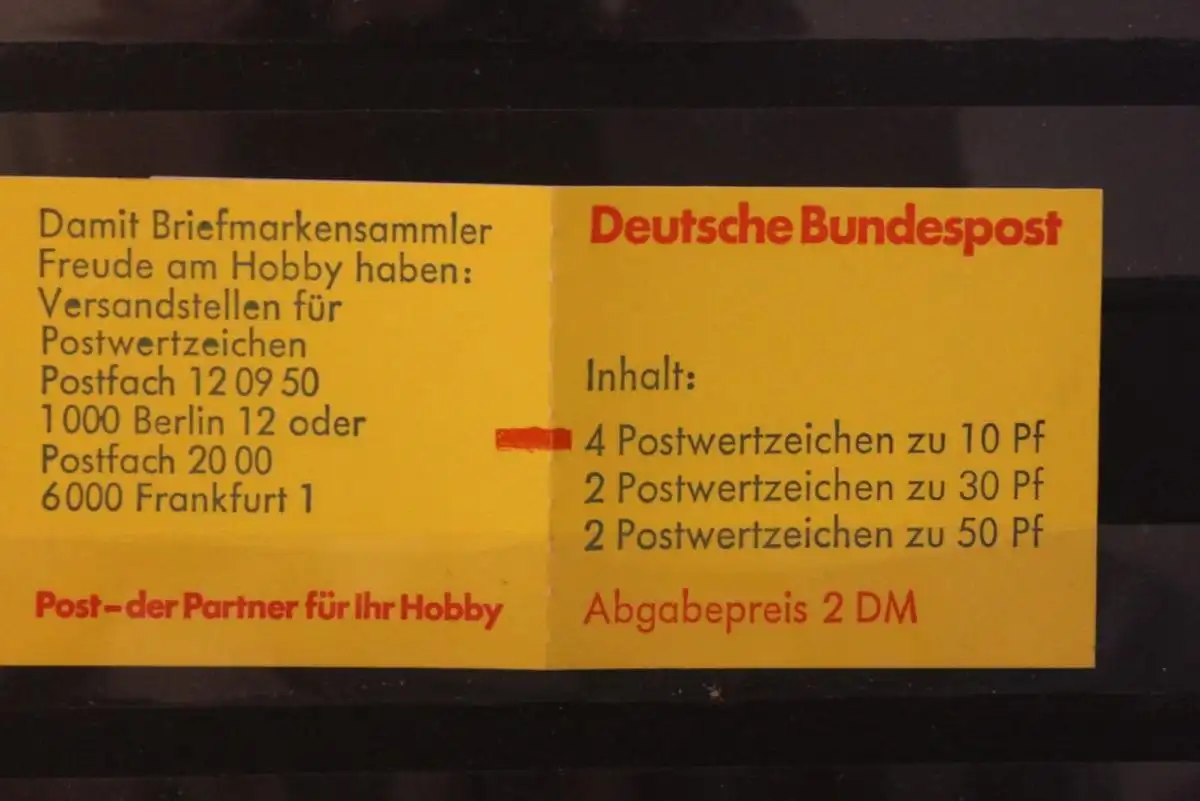 Damit Briefmarkensammler
Freude am Hobby haben:
Versandstellen für
Postwertzeichen
Postfach 12 09 50
1000 Berlin 12 oder
Postfach 20 00
6000 Frankfurt 1
Post–der Partner für Ihr Hobby
Deutsche Bundespost
Inhalt:
4 Postwertzeichen zu 10 Pf
2 Postwertzeichen zu 30 Pf
2 Postwertzeichen zu 50 Pf
Abgabepreis 2 DM